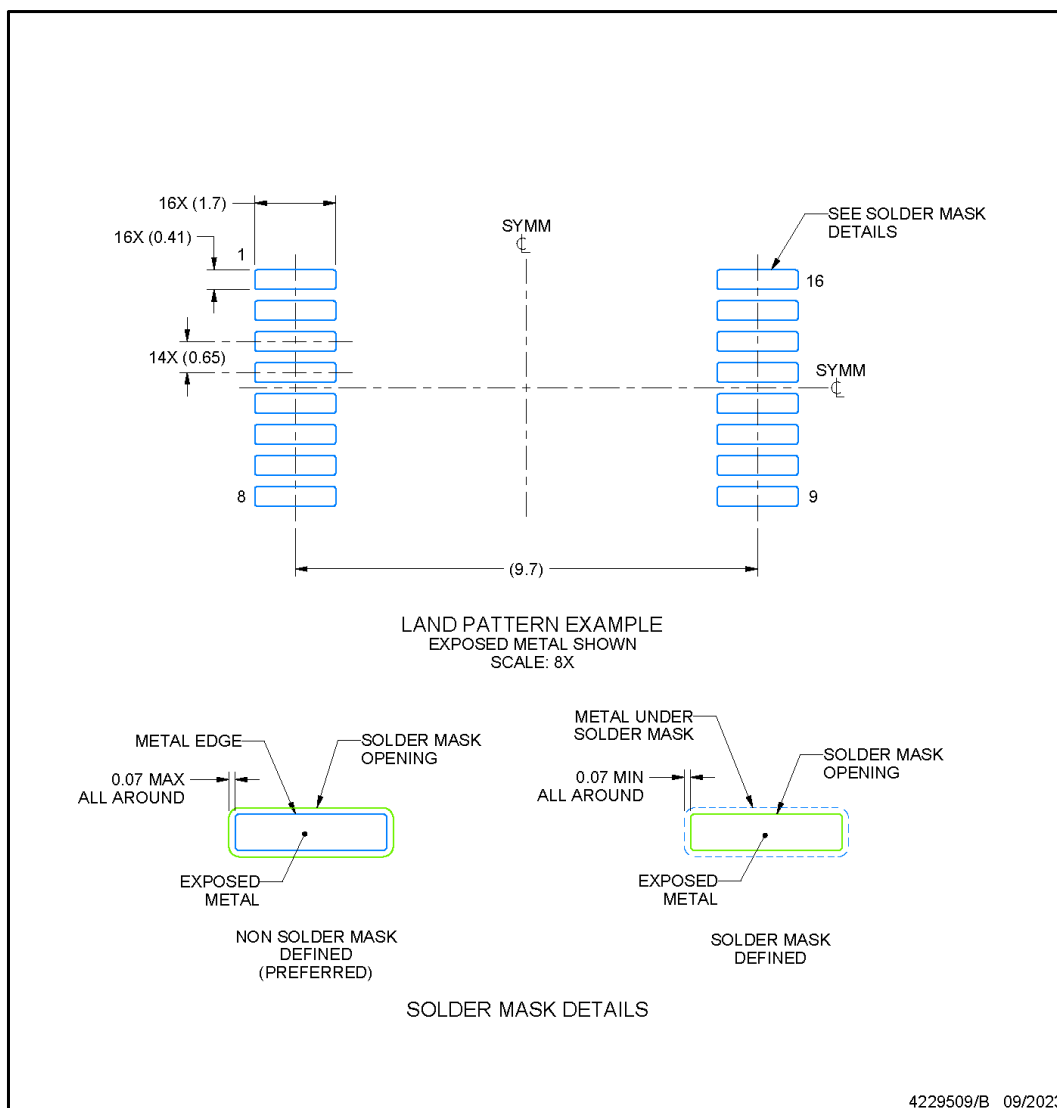 16X (1.7)
SYMM
℄
SEE SOLDER MASK
DETAILS
16X (0.41)
1
16
14X (0.65)
SYMM
℄
8
9
(9.7)
LAND PATTERN EXAMPLE
EXPOSED METAL SHOWN
SCALE: 8X
METAL EDGE
SOLDER MASK
OPENING
0.07 MAX
ALL AROUND
EXPOSED
METAL
NON SOLDER MASK
DEFINED
(PREFERRED)
METAL UNDER
SOLDER MASK
SOLDER MASK
OPENING
0.07 MIN
ALL AROUND
EXPOSED
METAL
SOLDER MASK
DEFINED
SOLDER MASK DETAILS
4229509/B 09/2023